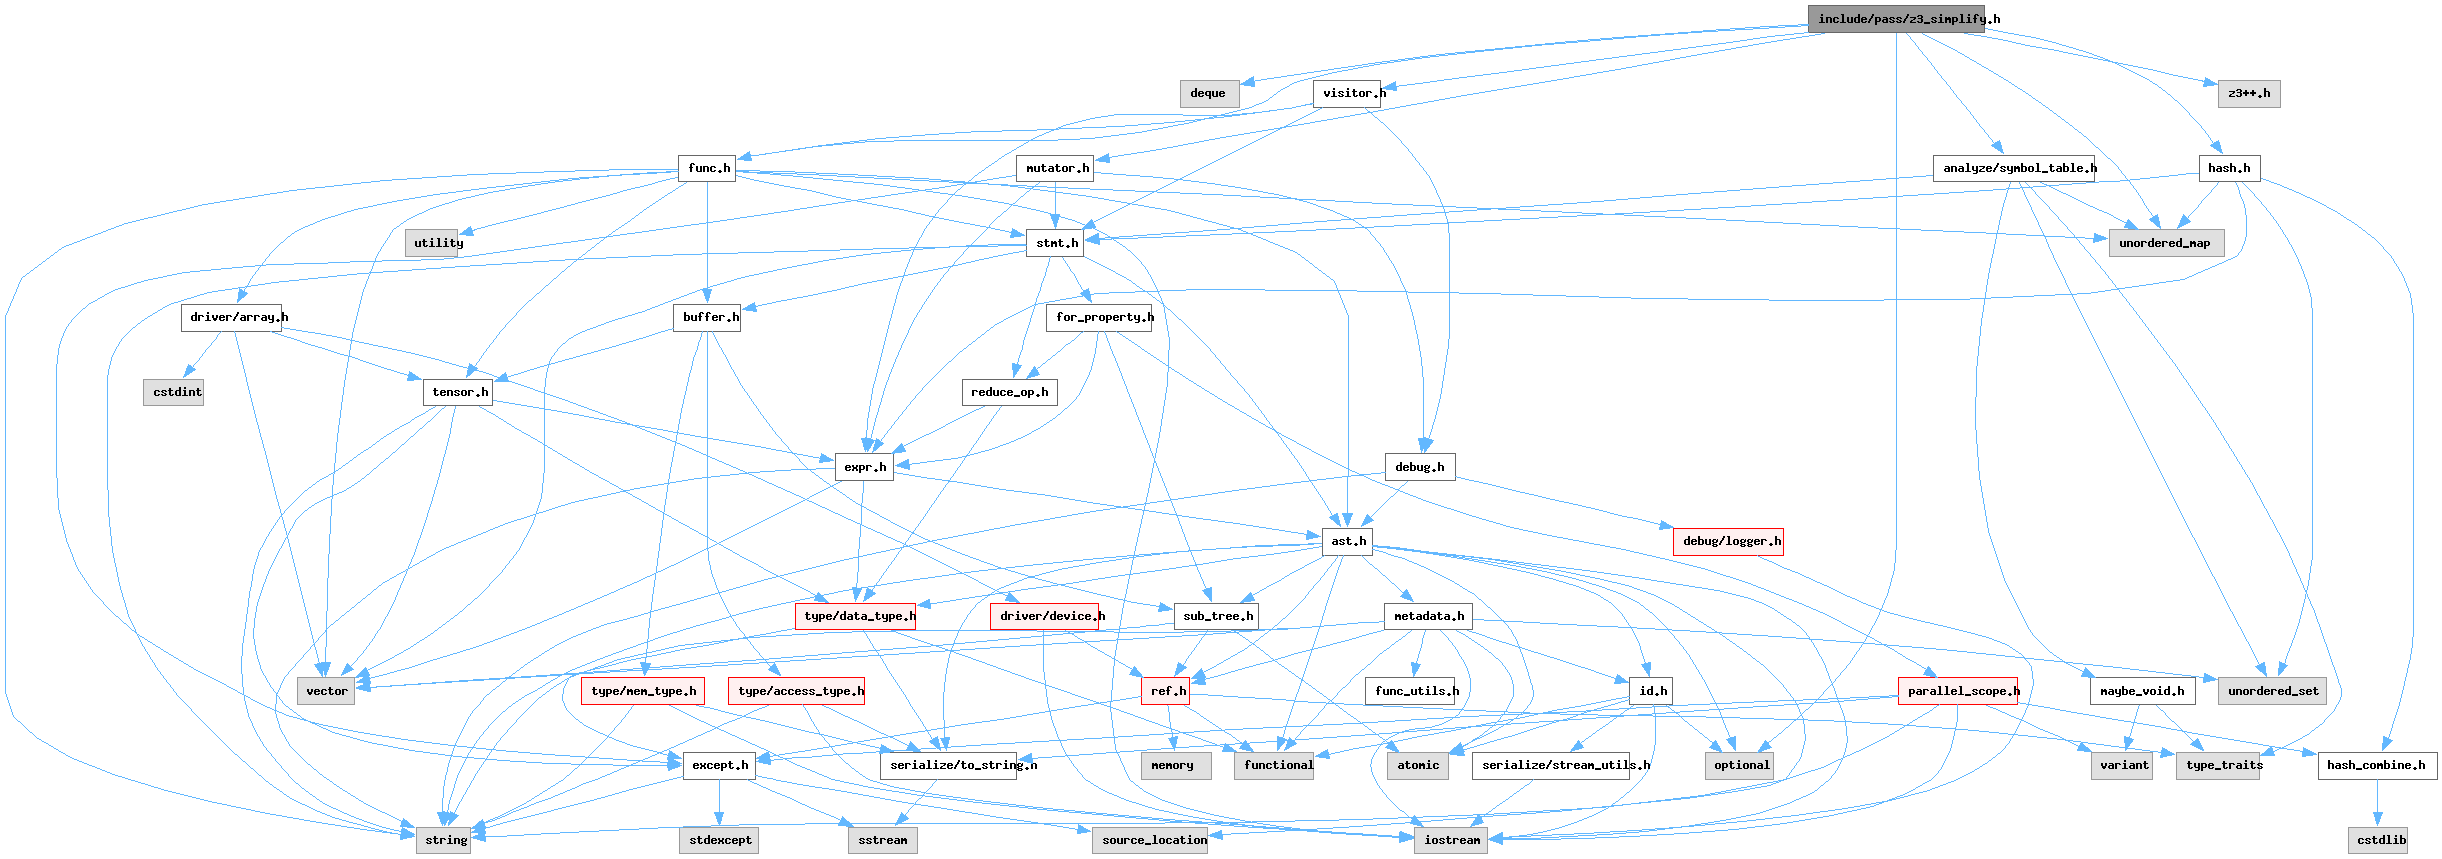 include/pass/z3_simplify.h
deque
visitor.h
z3++.h
func.h
mutator.h
analyze/symbol_table.h
hash.h
utility
stmt.h
unordered_map
driver/array.h
buffer.h
for_property.h
cstdint
tensor.h
reduce_op.h
expr.h
debug.h
ast.h
debug/logger.h
type/data_type.h
driver/device.h
sub_tree.h
metadata.h
vector
type/mem_type.h
type/access_type.h
ref.h
func_utils.h
id.h
parallel_scope.h
maybe_void.h
unordered_set
except.h
serialize/to_string.h
memory
functional
atomic
serialize/stream_utils.h
optional
variant
type_traits
hash_combine.h
string
stdexcept
sstream
source_location
iostream
cstdlib